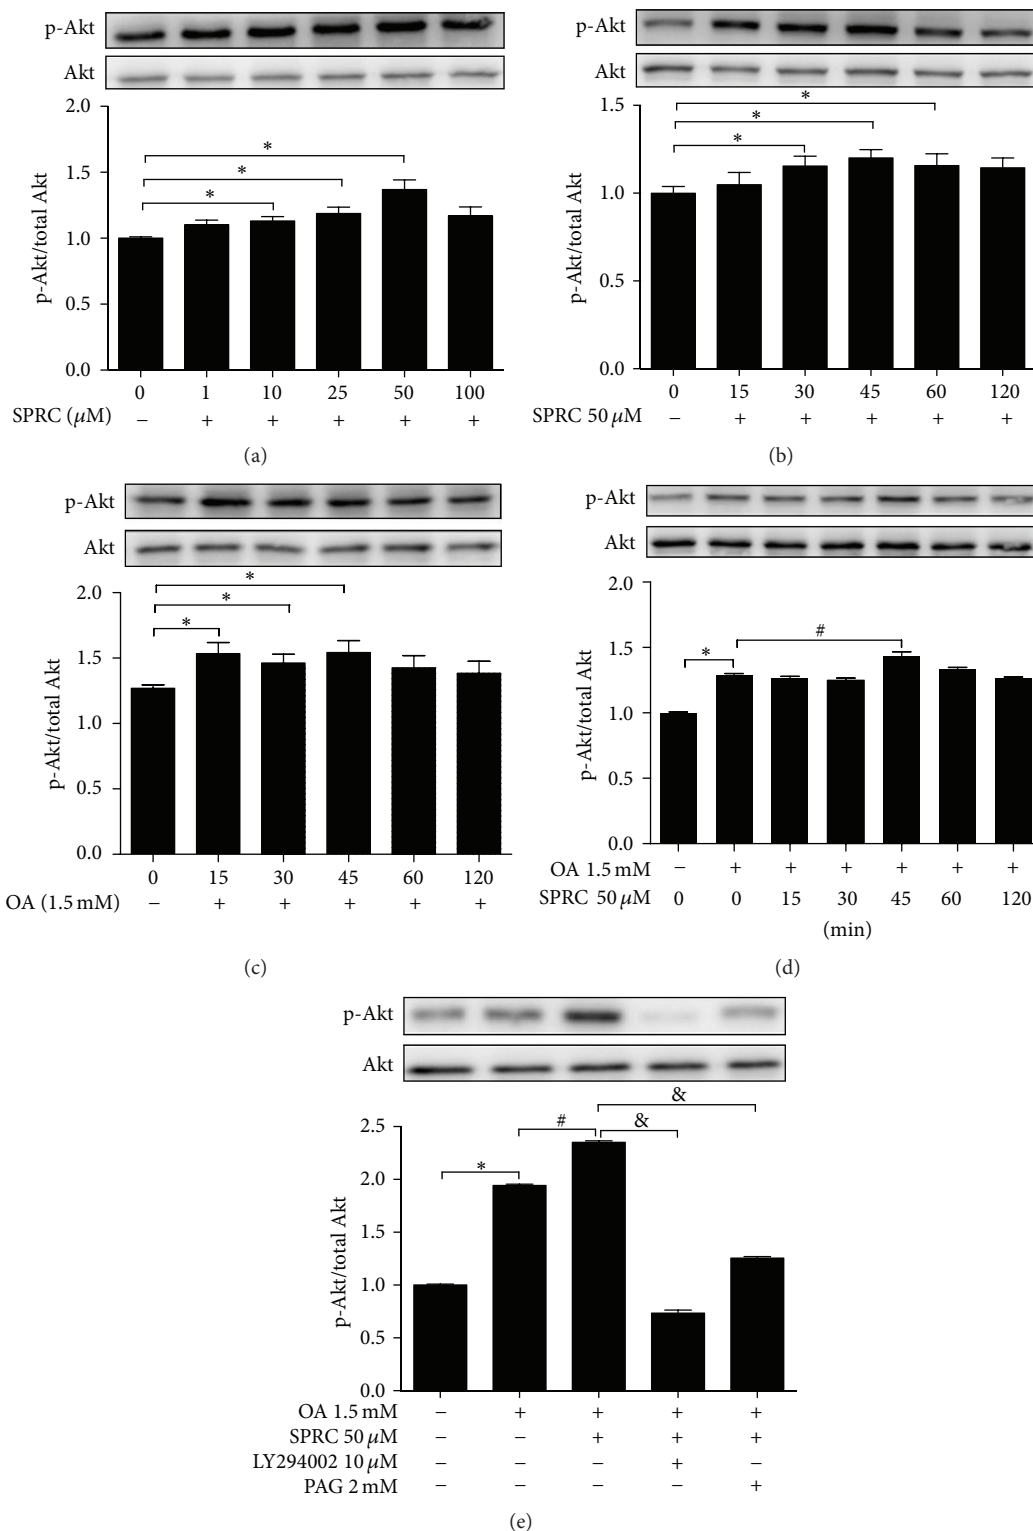 p-Akt
Akt
2.0
1.5
1.0
0.5
0.0
p-Akt/total Akt
* * *
0 1 10 25 50 100
SPRC (μM) − + + + + +
(a)
p-Akt
Akt
1.5
1.0
0.5
0.0
p-Akt/total Akt
* * *
0 15 30 45 60 120
SPRC 50 μM − + + + + +
(b)
p-Akt
Akt
2.0
1.5
1.0
0.5
0.0
p-Akt/total Akt
* * *
0 15 30 45 60 120
OA (1.5 mM) − + + + + +
(c)
p-Akt
Akt
2.0
1.5
1.0
0.5
0.0
p-Akt/total Akt
* #
OA 1.5 mM − + + + + + +
SPRC 50 μM 0 0 15 30 45 60 120
(min)
(d)
p-Akt
Akt
2.5
2.0
1.5
1.0
0.5
0.0
p-Akt/total Akt
* # & &
OA 1.5 mM − + + + +
SPRC 50 μM − − + + +
LY294002 10 μM − − − + −
PAG 2 mM − − − − +
(e)